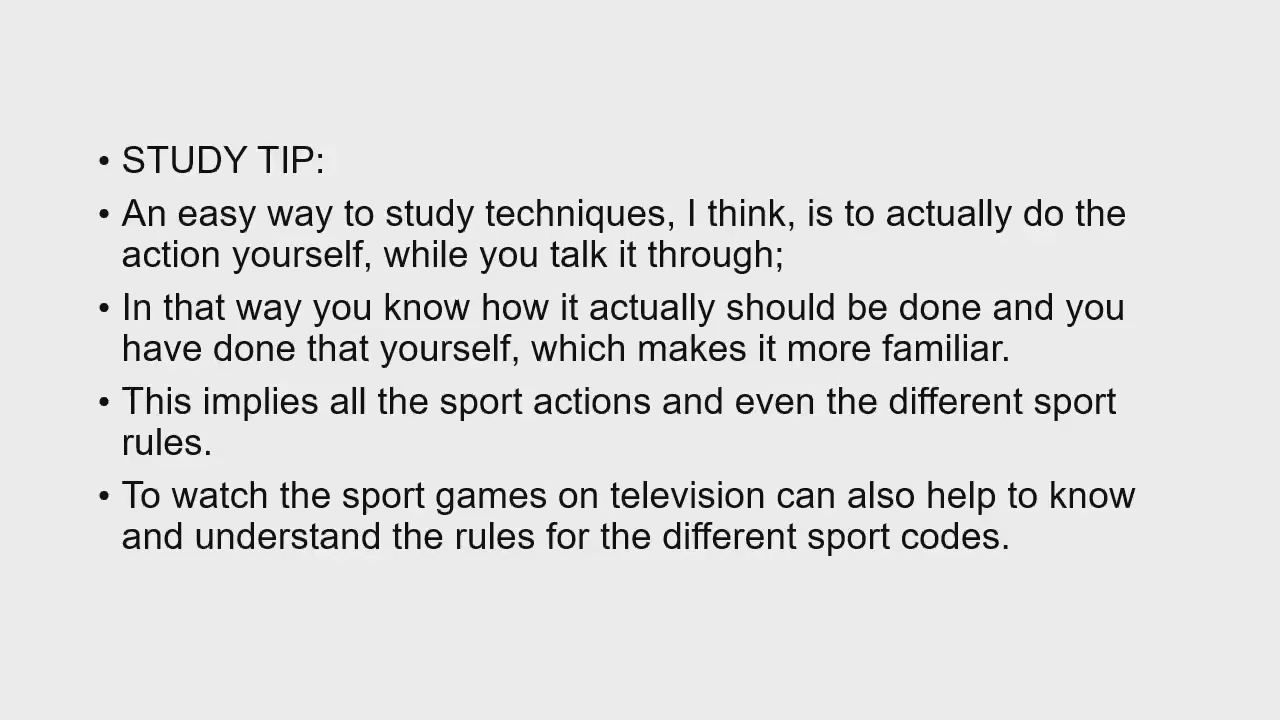 • STUDY TIP:
• An easy way to study techniques, I think, is to actually do the
action yourself, while you talk it through;
• In that way you know how it actually should be done and you
have done that yourself, which makes it more familiar.
• This implies all the sport actions and even the different sport
rules.
• To watch the sport games on television can also help to know
and understand the rules for the different sport codes.